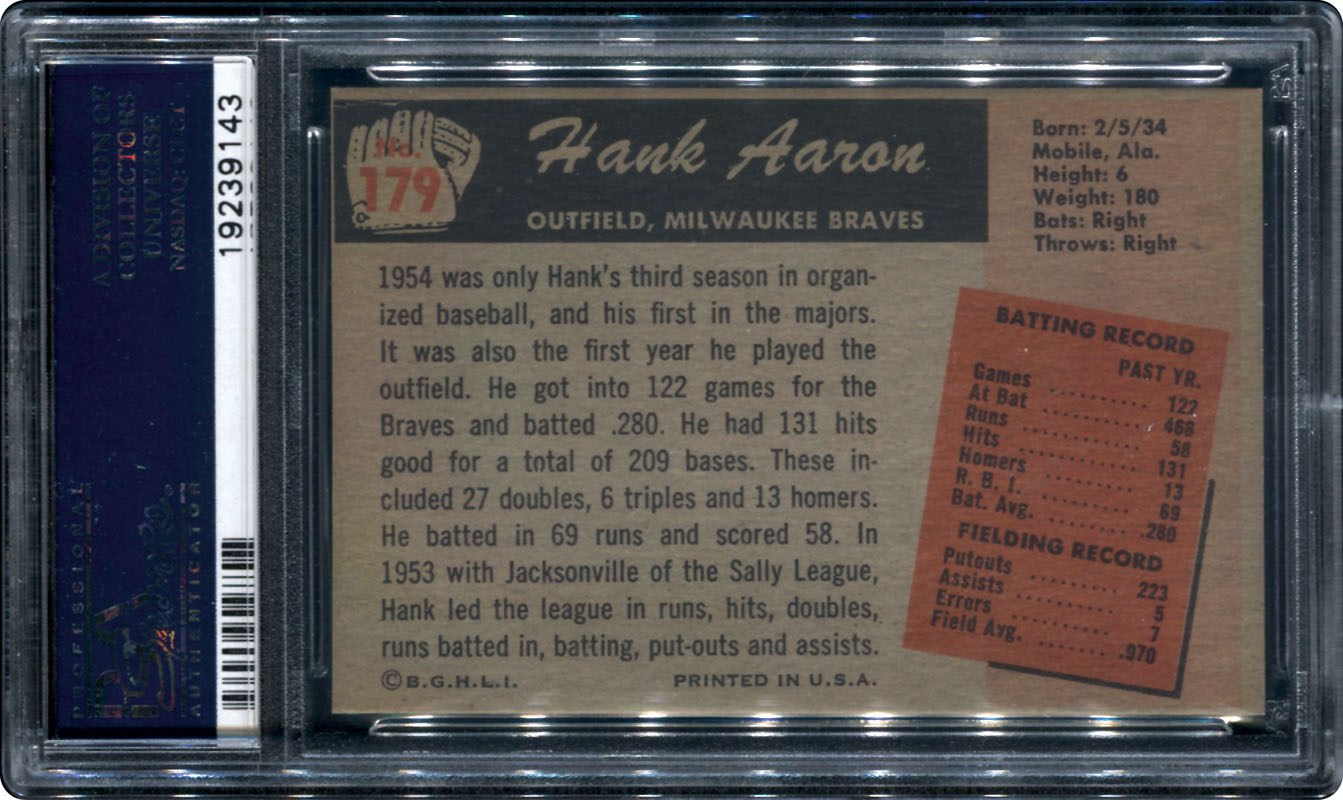 A DIVISION OF
COLLECTORS
UNIVERSE
NASDAQ: CLCT
PROFESSIONAL
AUTHENTICATOR
19239143
No.
179
Hank Aaron
OUTFIELD, MILWAUKEE BRAVES
Born: 2/5/34
Mobile, Ala.
Height: 6
Weight: 180
Bats: Right
Throws: Right
1954 was only Hank's third season in organ-
ized baseball, and his first in the majors.
It was also the first year he played the
outfield. He got into 122 games for the
Braves and batted .280. He had 131 hits
good for a total of 209 bases. These in-
cluded 27 doubles, 6 triples and 13 homers.
He batted in 69 runs and scored 58. In
1953 with Jacksonville of the Sally League,
Hank led the league in runs, hits, doubles,
runs batted in, batting, put-outs and assists.
©B.G.H.L.I.
PRINTED IN U.S.A.
BATTING RECORD
PAST YR.
Games .......... 122
At Bat .......... 468
Runs .......... 58
Hits .......... 131
Homers .......... 13
R. B. I. .......... 69
Bat. Avg. .......... .280
FIELDING RECORD
Putouts .......... 223
Assists .......... 5
Errors .......... 7
Field Avg. .......... .970